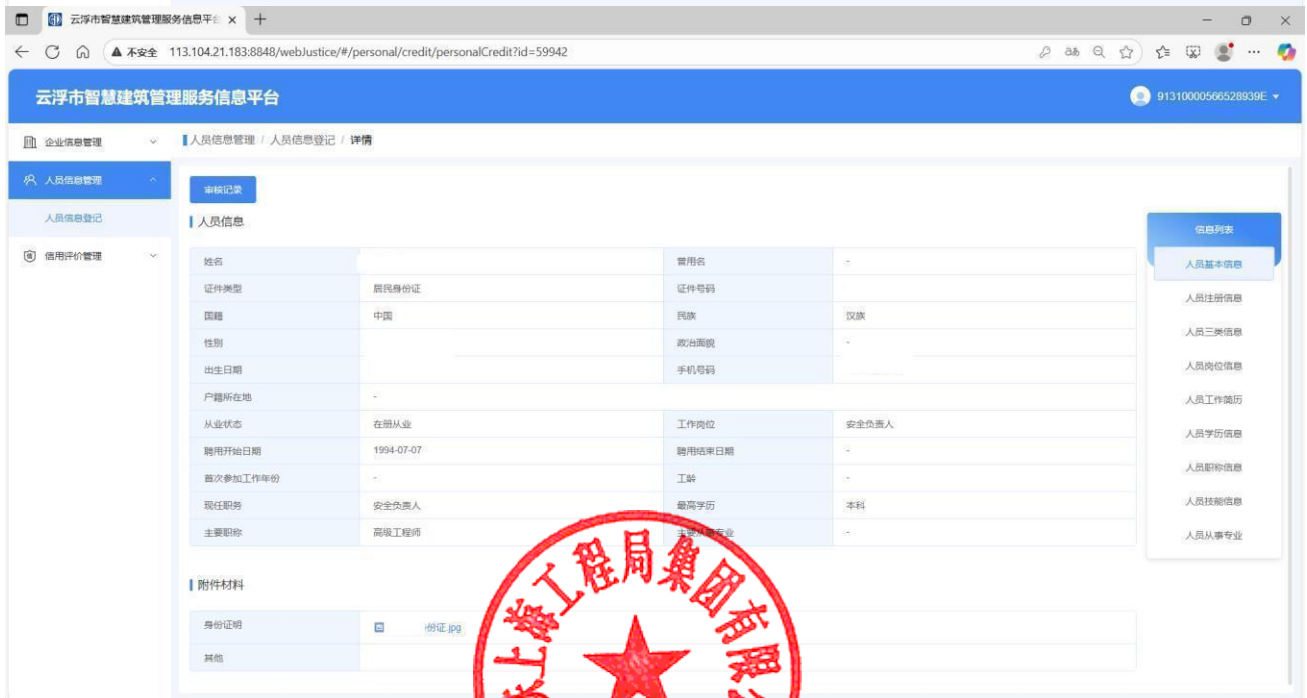 云浮市智慧建筑管理服务信息平台
不安全 113.104.21.183:8848/webJustice/#/personal/credit/personalCredit?id=59942
云浮市智慧建筑管理服务信息平台 91310000566528939E
企业信息管理
人员信息管理 / 人员信息登记 / 详情
人员信息管理
人员信息登记
信用评价管理
审核记录
人员信息
姓名 曾用名 -
证件类型 居民身份证 证件号码
国籍 中国 民族 汉族
性别 政治面貌 -
出生日期 手机号码
户籍所在地 -
从业状态 在册从业 工作岗位 安全负责人
聘用开始日期 1994-07-07 聘用结束日期 -
首次参加工作年份 - 工龄 -
现任职务 安全负责人 最高学历 本科
主要职称 高级工程师 主要从事专业 -
附件材料
身份证明 份证.jpg
其他
信息列表
人员基本信息
人员注册信息
人员三类信息
人员岗位信息
人员工作简历
人员学历信息
人员职称信息
人员技能信息
人员从事专业
上海工程局集团有限